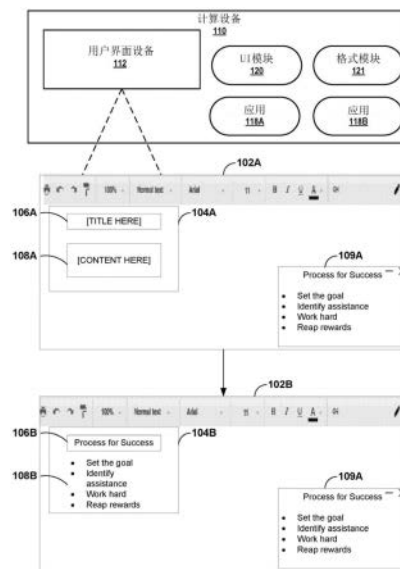 计算设备
110
用户界面设备
112
UI模块
120
格式模块
121
应用
118A
应用
118B
102A
100%
Normal text
Arial
11
B I U A
106A
[TITLE HERE]
104A
108A
[CONTENT HERE]
109A
Process for Success
• Set the goal
• Identify assistance
• Work hard
• Reap rewards
102B
100%
Normal text
Arial
11
B I U A
106B
Process for Success
104B
108B
• Set the goal
• Identify
assistance
• Work hard
• Reap rewards
109A
Process for Success
• Set the goal
• Identify assistance
• Work hard
• Reap rewards